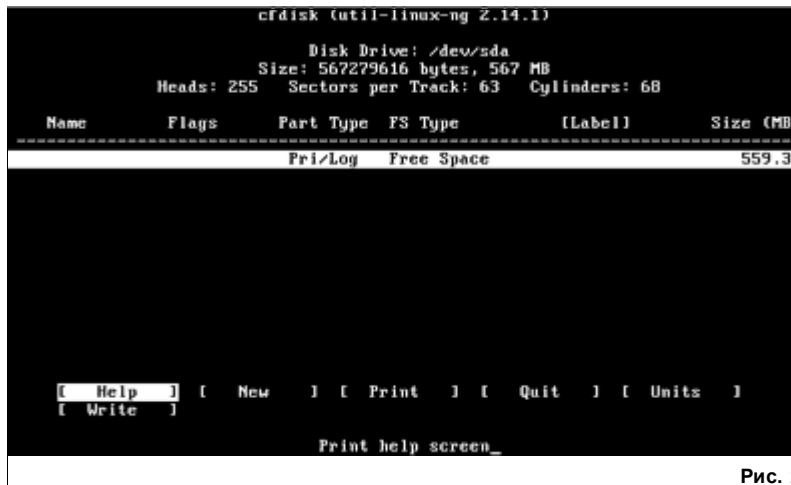 cfdisk (util-linux-ng 2.14.1)
Disk Drive: /dev/sda
Size: 567279616 bytes, 567 MB
Heads: 255 Sectors per Track: 63 Cylinders: 68
Name Flags Part Type FS Type [Label] Size (MB
Pri/Log Free Space 559.3
[ Help ] [ New ] [ Print ] [ Quit ] [ Units ]
[ Write ]
Print help screen_
Рис.